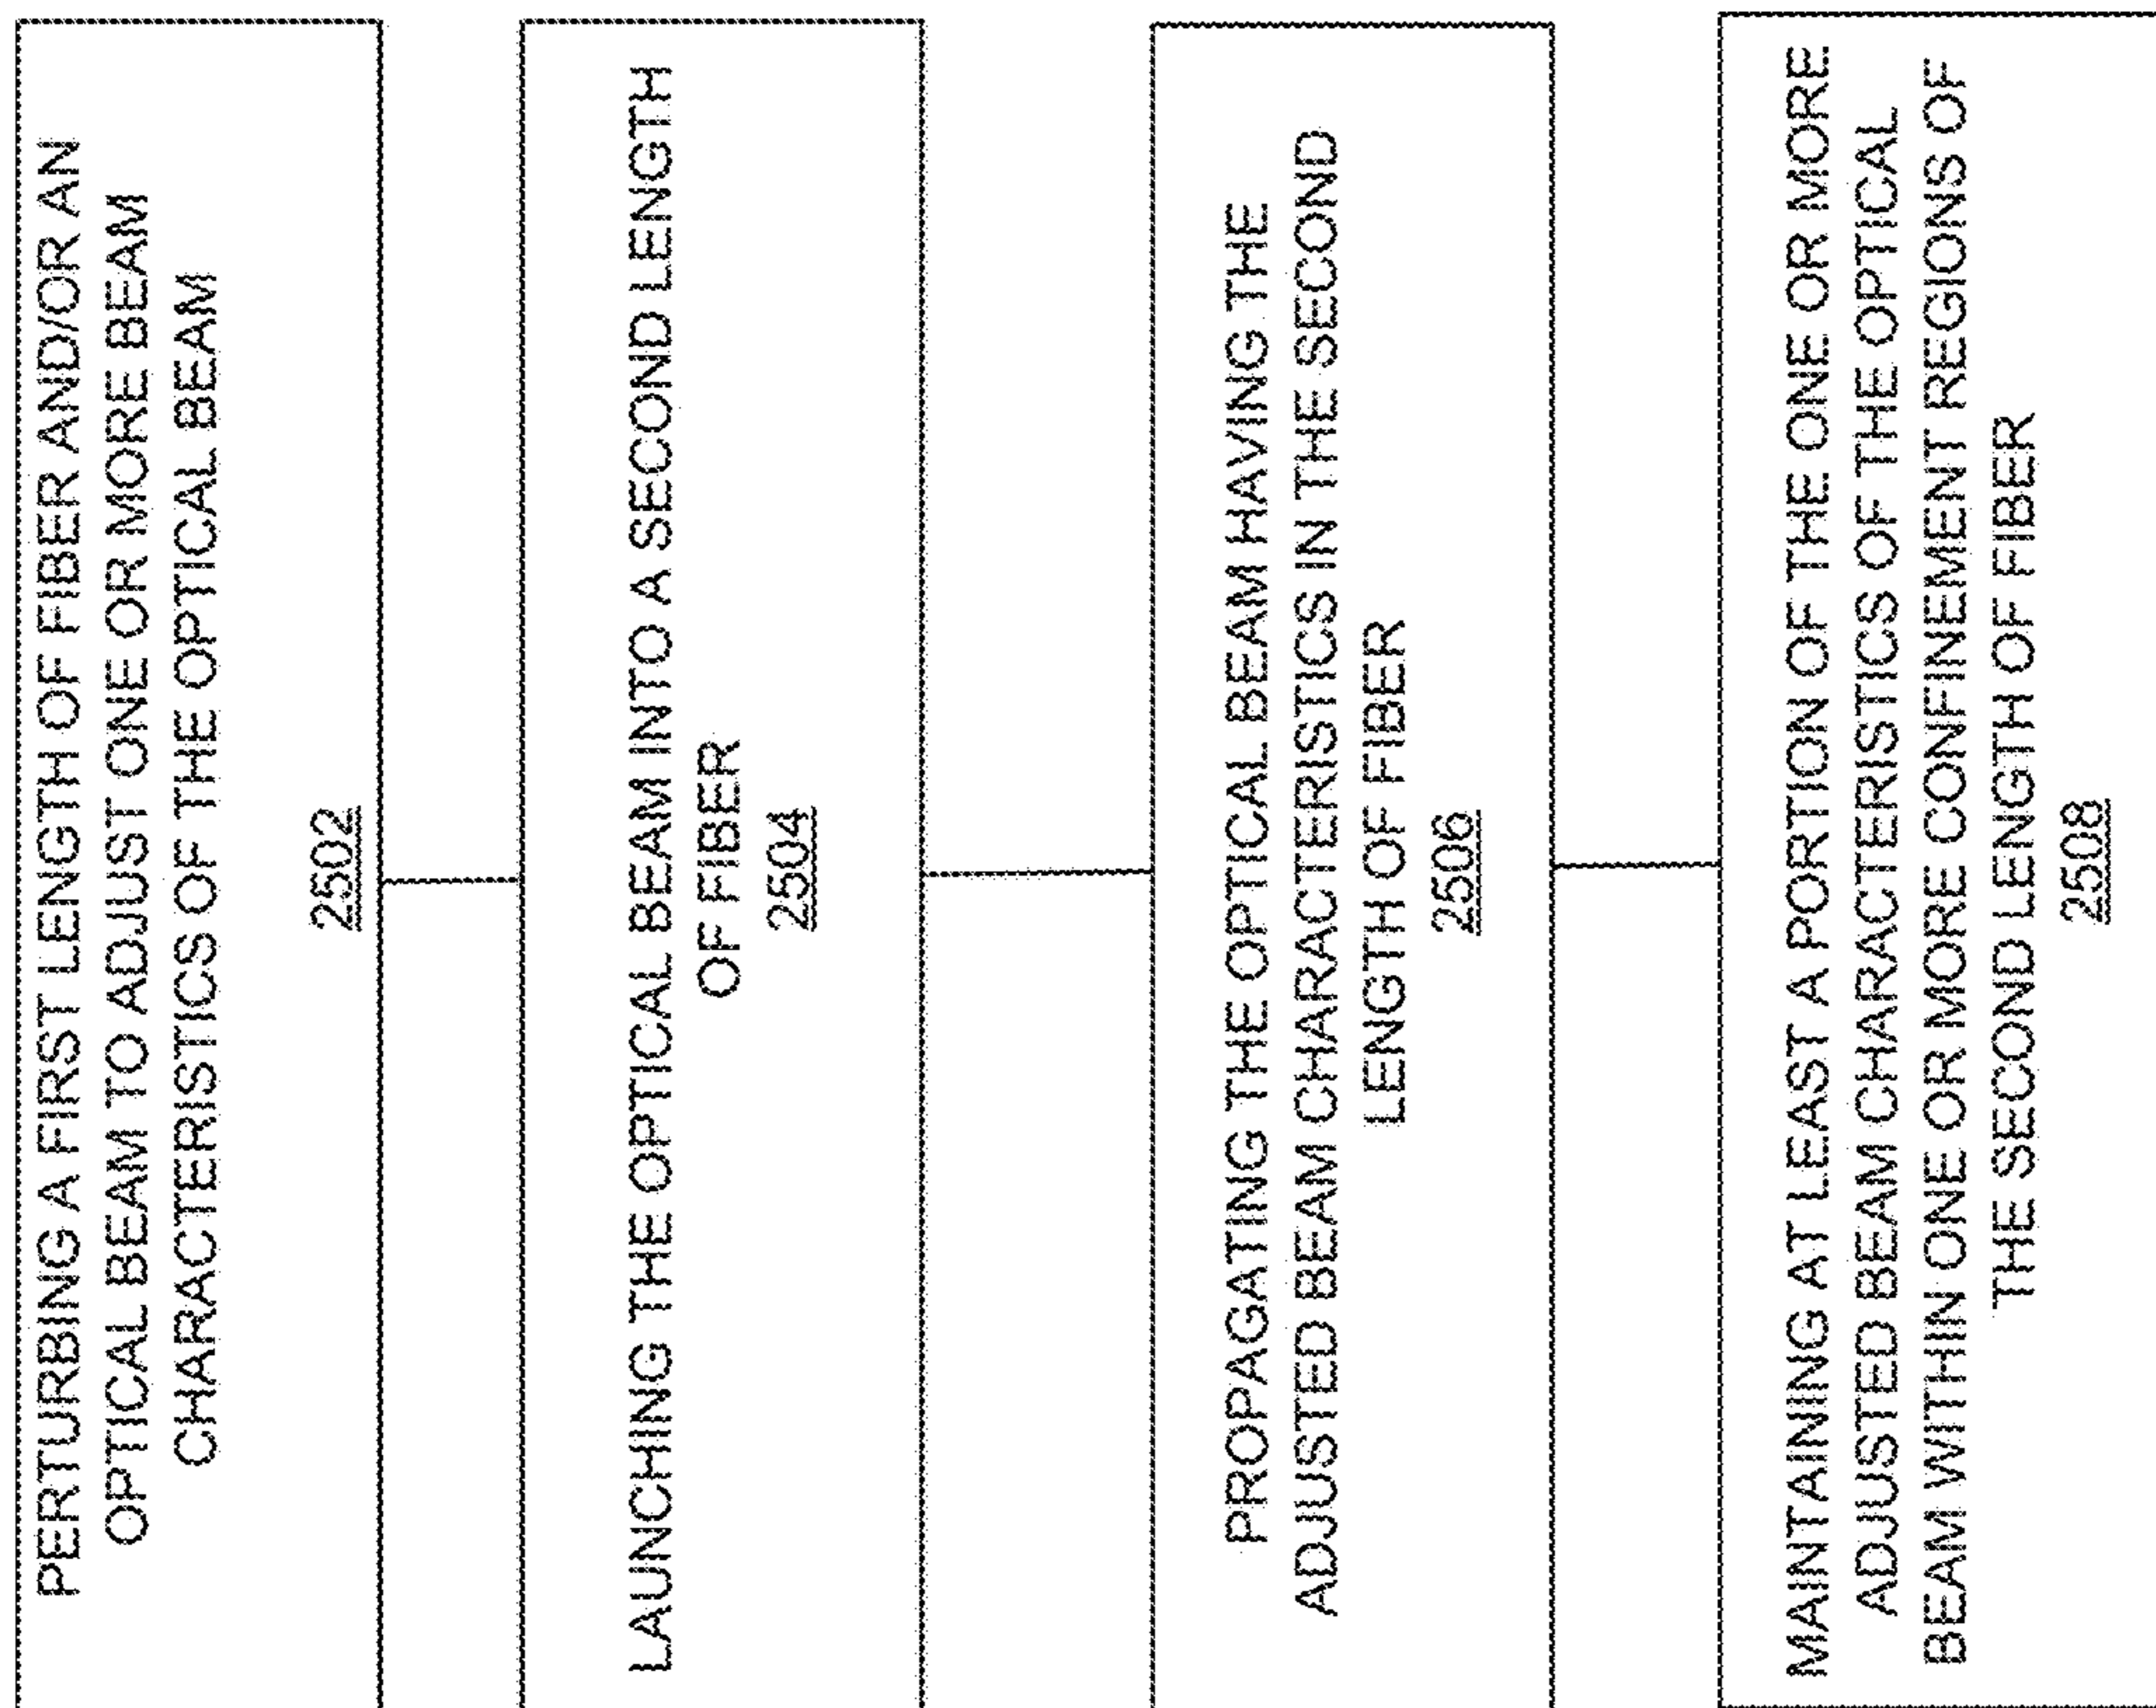 PERTURBING A FIRST LENGTH OF FIBER AND/OR AN
OPTICAL BEAM TO ADJUST ONE OR MORE BEAM
CHARACTERISTICS OF THE OPTICAL BEAM
2502
LAUNCHING THE OPTICAL BEAM INTO A SECOND LENGTH
OF FIBER
2504
PROPAGATING THE OPTICAL BEAM HAVING THE
ADJUSTED BEAM CHARACTERISTICS IN THE SECOND
LENGTH OF FIBER
2506
MAINTAINING AT LEAST A PORTION OF THE ONE OR MORE
ADJUSTED BEAM CHARACTERISTICS OF THE OPTICAL
BEAM WITHIN ONE OR MORE CONFINEMENT REGIONS OF
THE SECOND LENGTH OF FIBER
2508